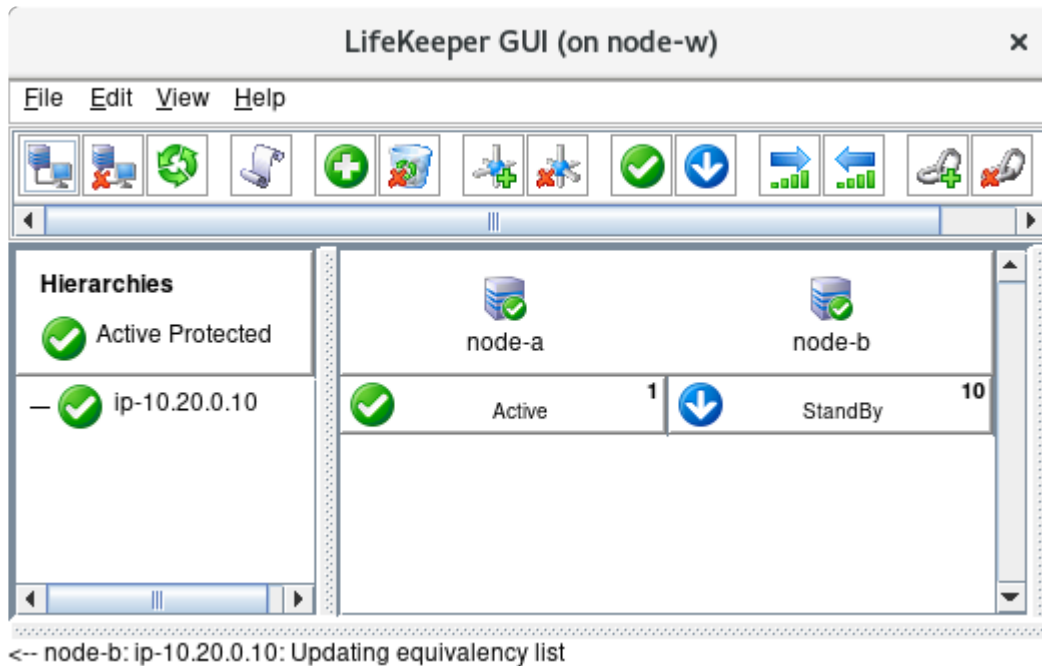 LifeKeeper GUI (on node-w)
File Edit View Help
Hierarchies
Active Protected
node-a
node-b
ip-10.20.0.10
Active 1
StandBy 10
<-- node-b: ip-10.20.0.10: Updating equivalency list